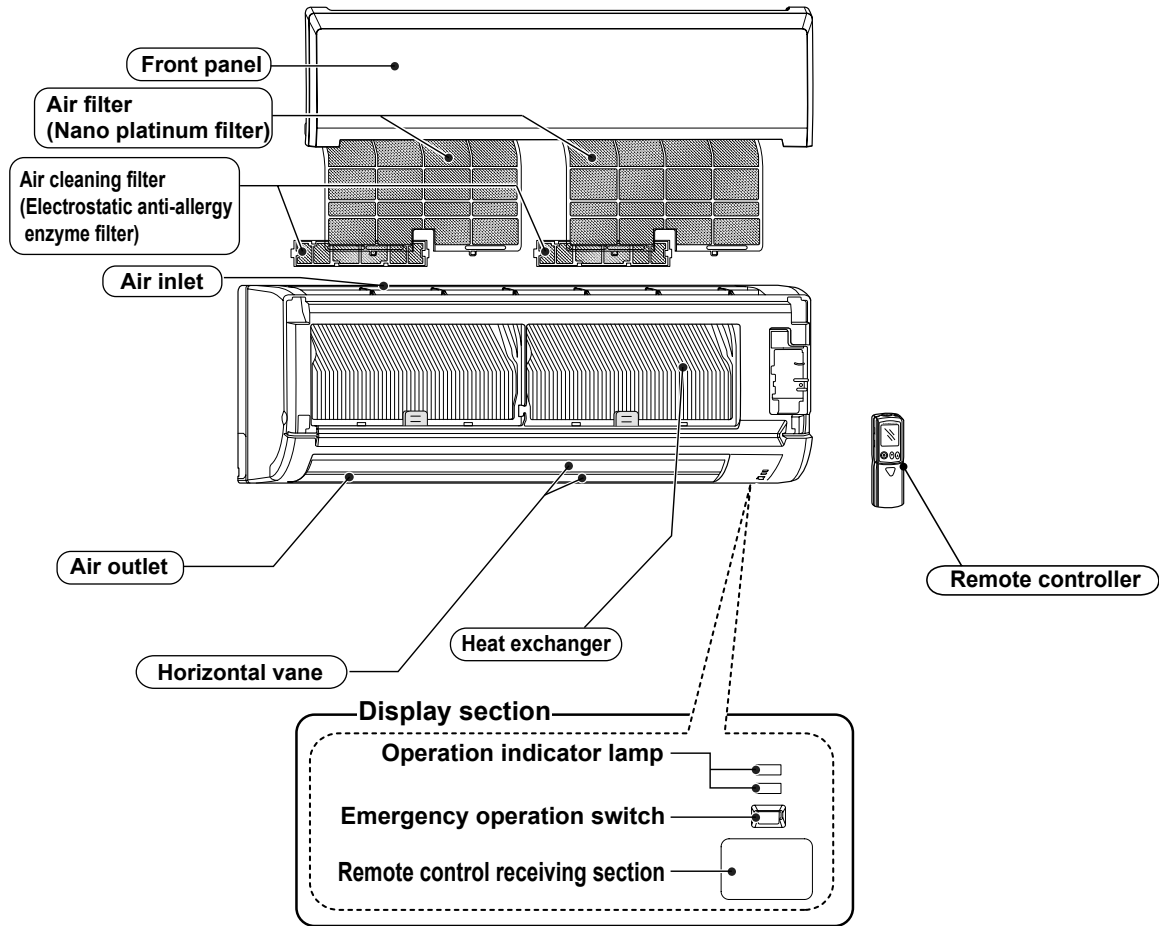 Front panel
Air filter
(Nano platinum filter)
Air cleaning filter
(Electrostatic anti-allergy
enzyme filter)
Air inlet
Air outlet
Remote controller
Heat exchanger
Horizontal vane
Display section
Operation indicator lamp
Emergency operation switch
Remote control receiving section